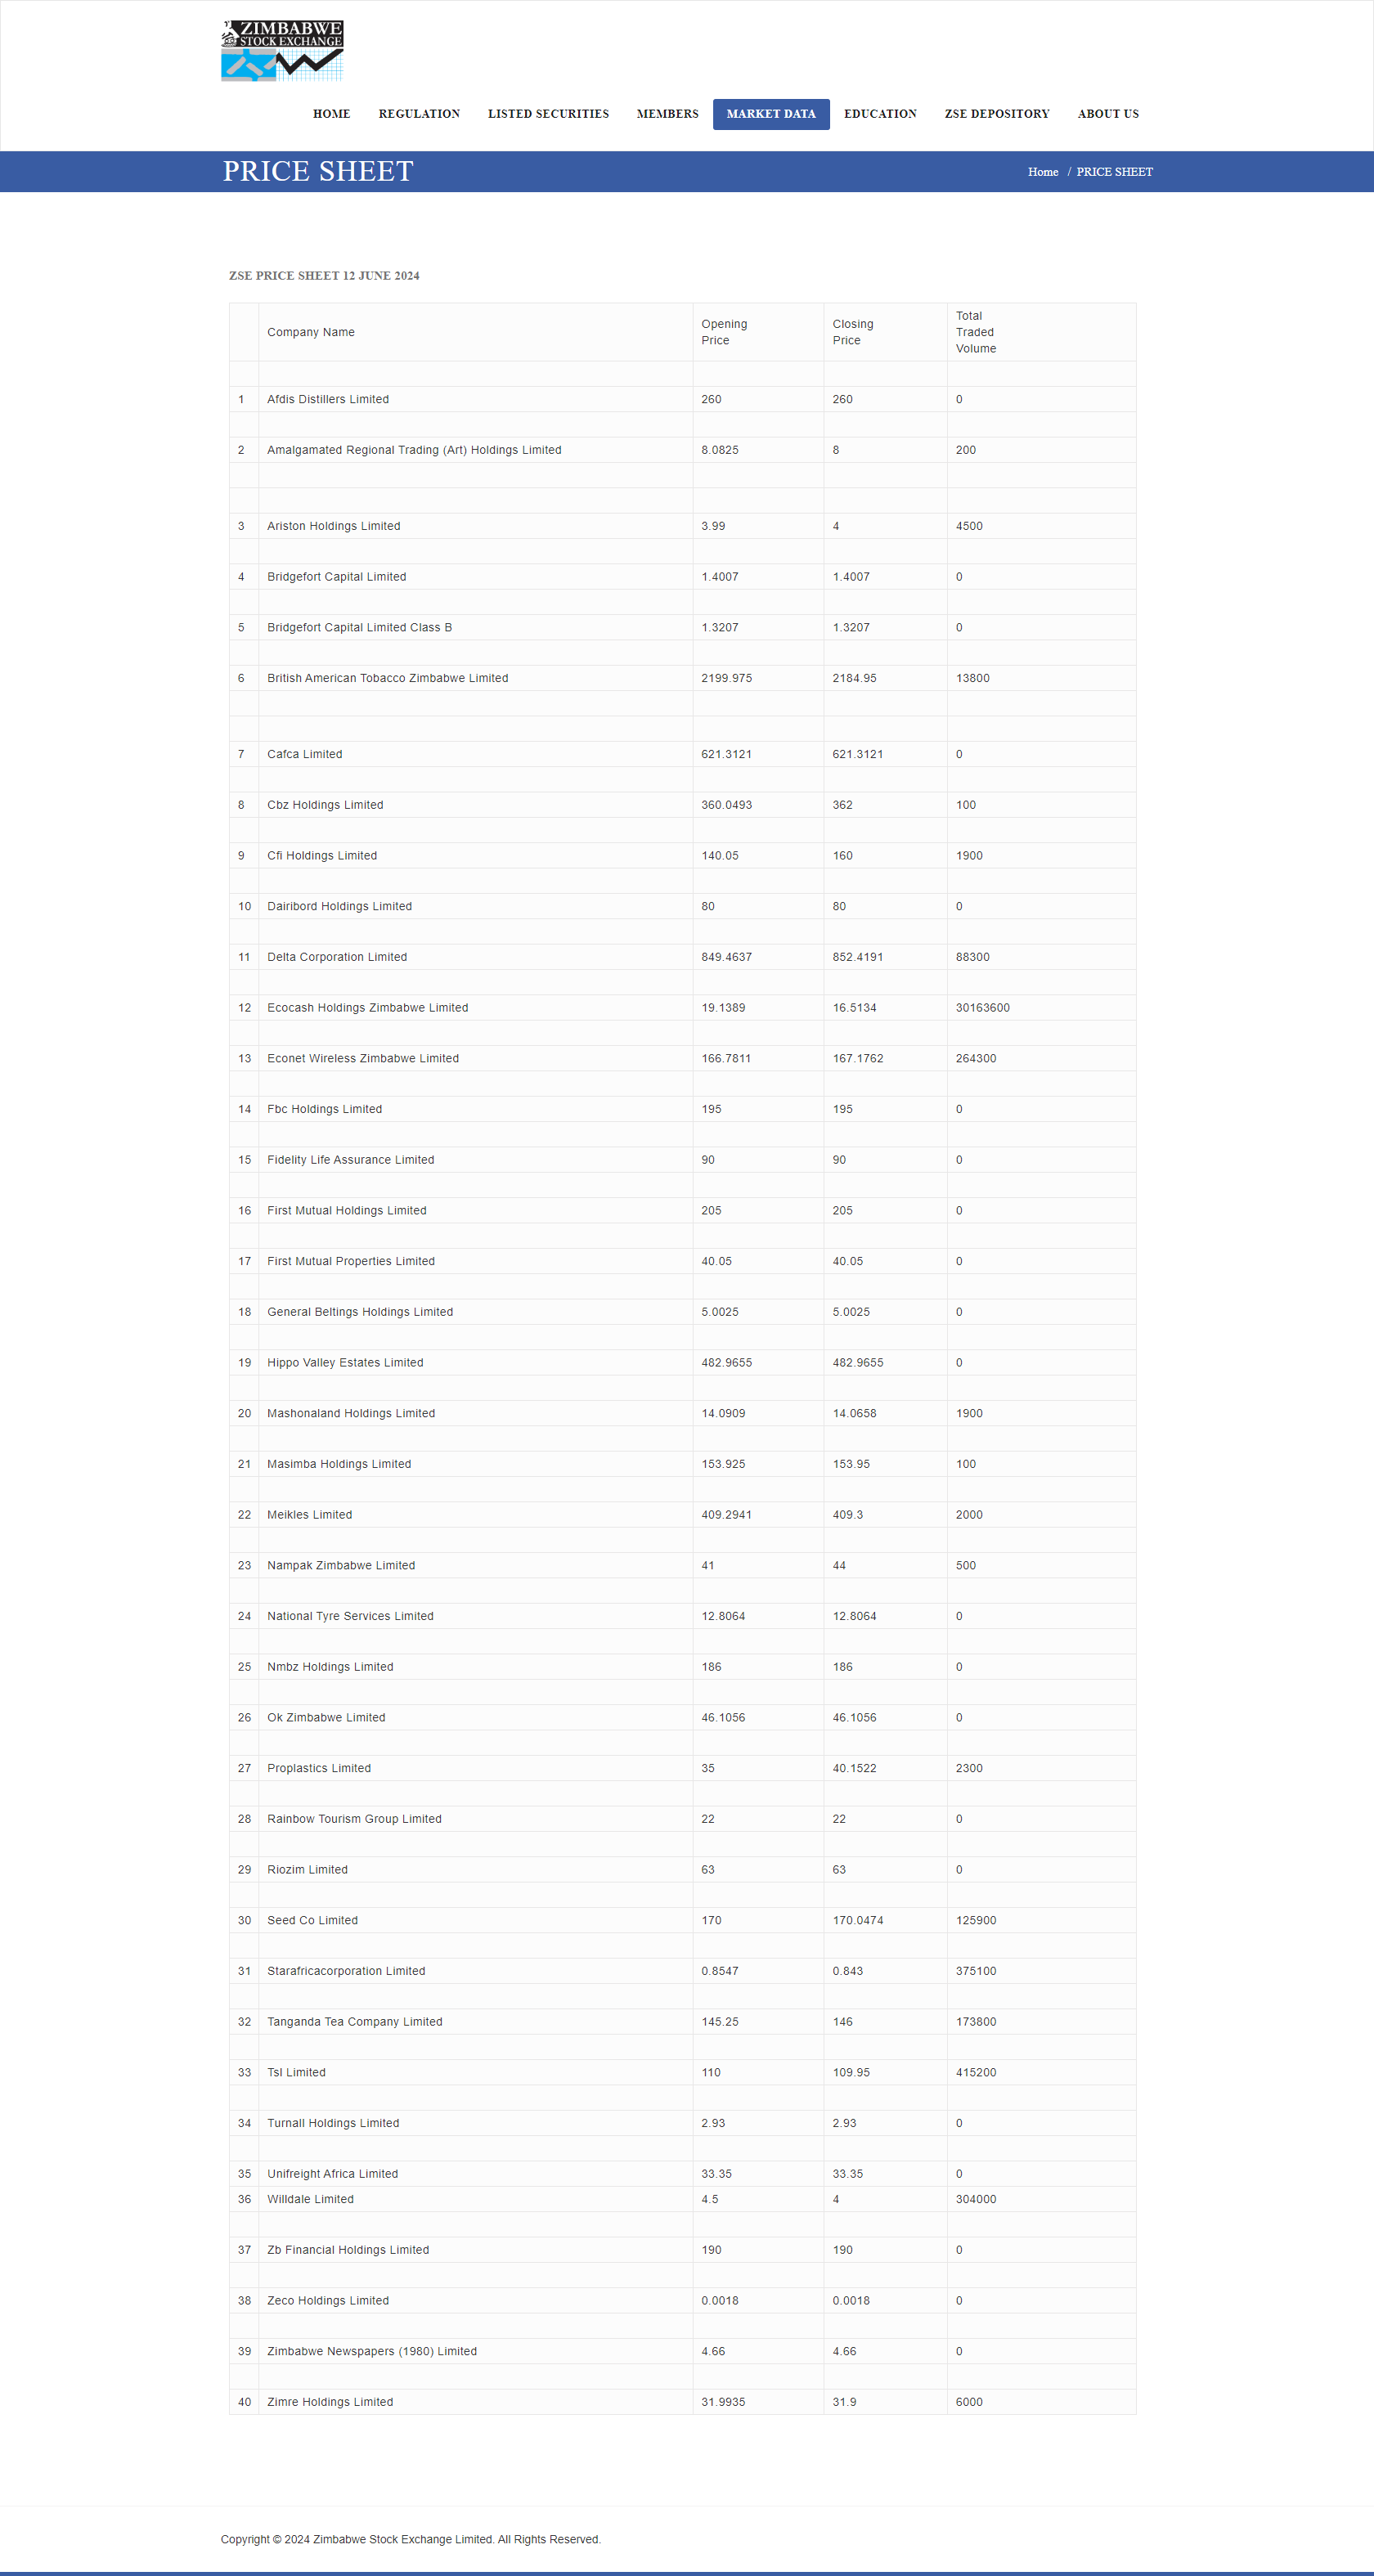 ZIMBABWE
STOCK EXCHANGE
HOME REGULATION LISTED SECURITIES MEMBERS MARKET DATA EDUCATION ZSE DEPOSITORY ABOUT US
PRICE SHEET Home / PRICE SHEET
ZSE PRICE SHEET 12 JUNE 2024
Company Name Opening Price Closing Price Total Traded Volume
1 Afdis Distillers Limited 260 260 0
2 Amalgamated Regional Trading (Art) Holdings Limited 8.0825 8 200
3 Ariston Holdings Limited 3.99 4 4500
4 Bridgefort Capital Limited 1.4007 1.4007 0
5 Bridgefort Capital Limited Class B 1.3207 1.3207 0
6 British American Tobacco Zimbabwe Limited 2199.975 2184.95 13800
7 Cafca Limited 621.3121 621.3121 0
8 Cbz Holdings Limited 360.0493 362 100
9 Cfi Holdings Limited 140.05 160 1900
10 Dairibord Holdings Limited 80 80 0
11 Delta Corporation Limited 849.4637 852.4191 88300
12 Ecocash Holdings Zimbabwe Limited 19.1389 16.5134 30163600
13 Econet Wireless Zimbabwe Limited 166.7811 167.1762 264300
14 Fbc Holdings Limited 195 195 0
15 Fidelity Life Assurance Limited 90 90 0
16 First Mutual Holdings Limited 205 205 0
17 First Mutual Properties Limited 40.05 40.05 0
18 General Beltings Holdings Limited 5.0025 5.0025 0
19 Hippo Valley Estates Limited 482.9655 482.9655 0
20 Mashonaland Holdings Limited 14.0909 14.0658 1900
21 Masimba Holdings Limited 153.925 153.95 100
22 Meikles Limited 409.2941 409.3 2000
23 Nampak Zimbabwe Limited 41 44 500
24 National Tyre Services Limited 12.8064 12.8064 0
25 Nmbz Holdings Limited 186 186 0
26 Ok Zimbabwe Limited 46.1056 46.1056 0
27 Proplastics Limited 35 40.1522 2300
28 Rainbow Tourism Group Limited 22 22 0
29 Riozim Limited 63 63 0
30 Seed Co Limited 170 170.0474 125900
31 Starafricacorporation Limited 0.8547 0.843 375100
32 Tanganda Tea Company Limited 145.25 146 173800
33 Tsl Limited 110 109.95 415200
34 Turnall Holdings Limited 2.93 2.93 0
35 Unifreight Africa Limited 33.35 33.35 0
36 Willdale Limited 4.5 4 304000
37 Zb Financial Holdings Limited 190 190 0
38 Zeco Holdings Limited 0.0018 0.0018 0
39 Zimbabwe Newspapers (1980) Limited 4.66 4.66 0
40 Zimre Holdings Limited 31.9935 31.9 6000
Copyright © 2024 Zimbabwe Stock Exchange Limited. All Rights Reserved.